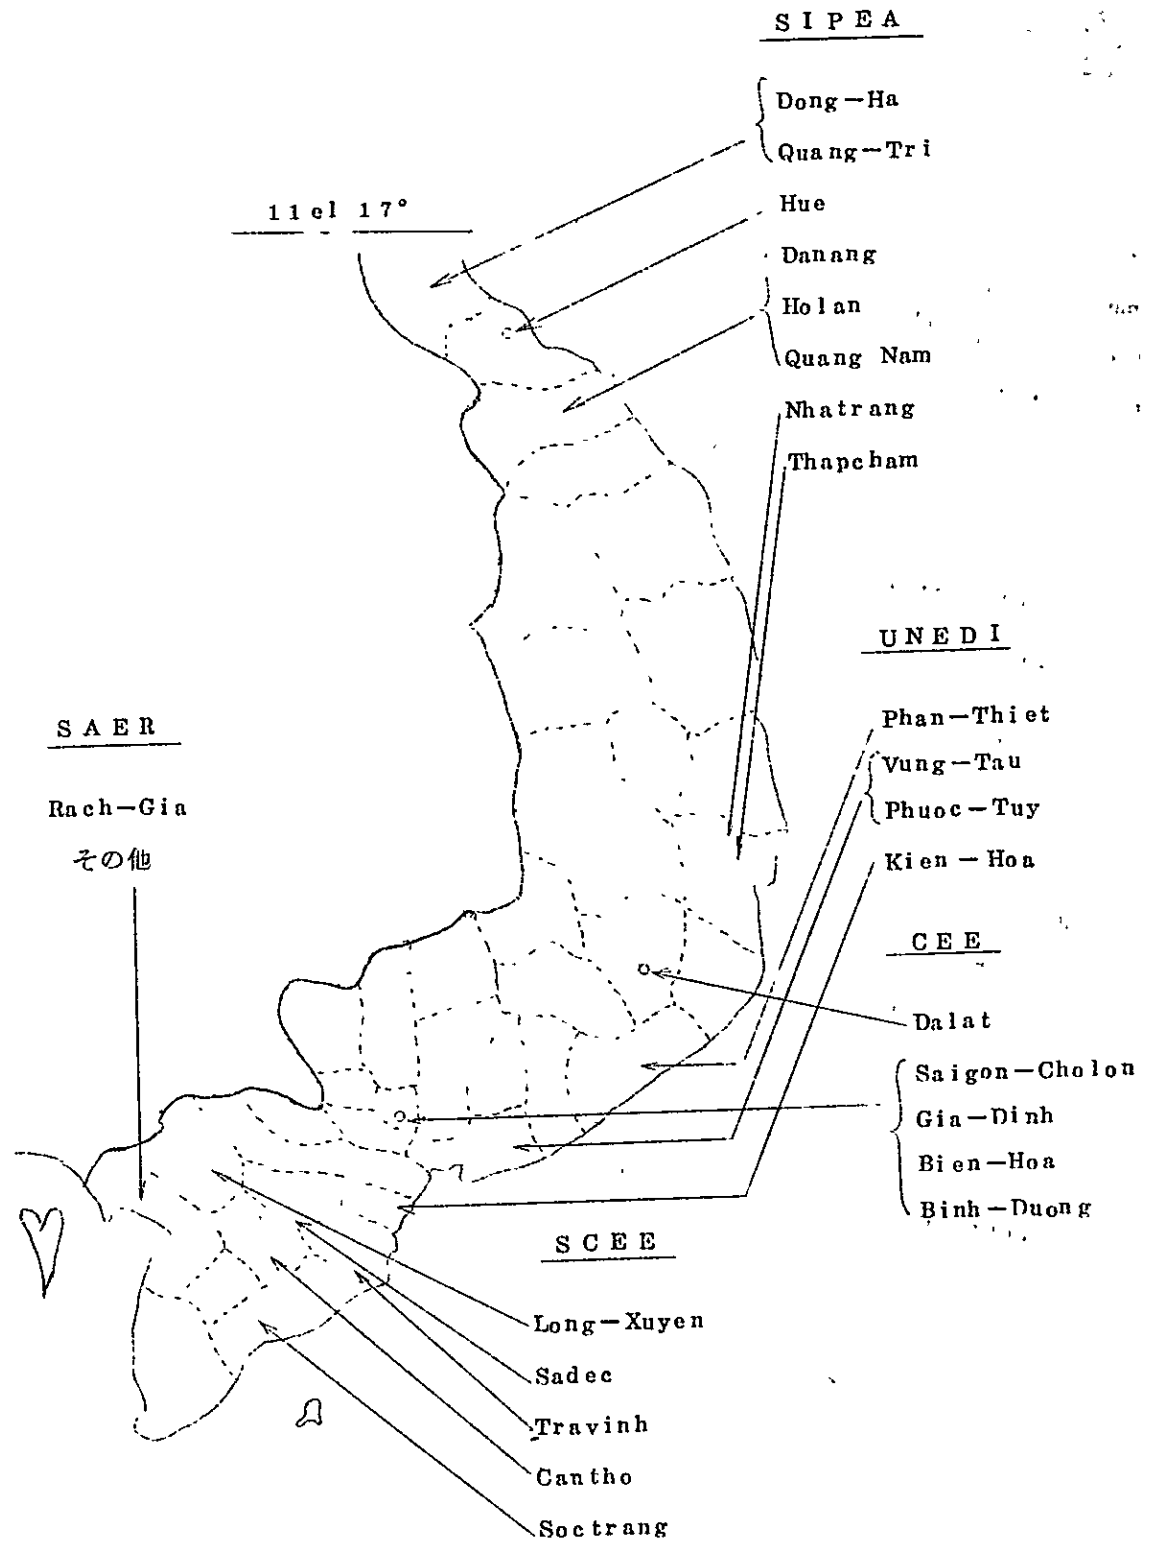 SIPEA
Dong-Ha
Quang-Tri
Hue
Danang
Holan
Quang Nam
Nhatrang
Thapcham
11el 17°
UNEDI
Phan-Thiet
Vung-Tau
Phuoc-Tuy
Kien-Hoa
SAER
Rach-Gia
その他
CEE
Dalat
Saigon-Cholon
Gia-Dinh
Bien-Hoa
Binh-Duong
SCEE
Long-Xuyen
Sadec
Travinh
Cantho
Soctrang